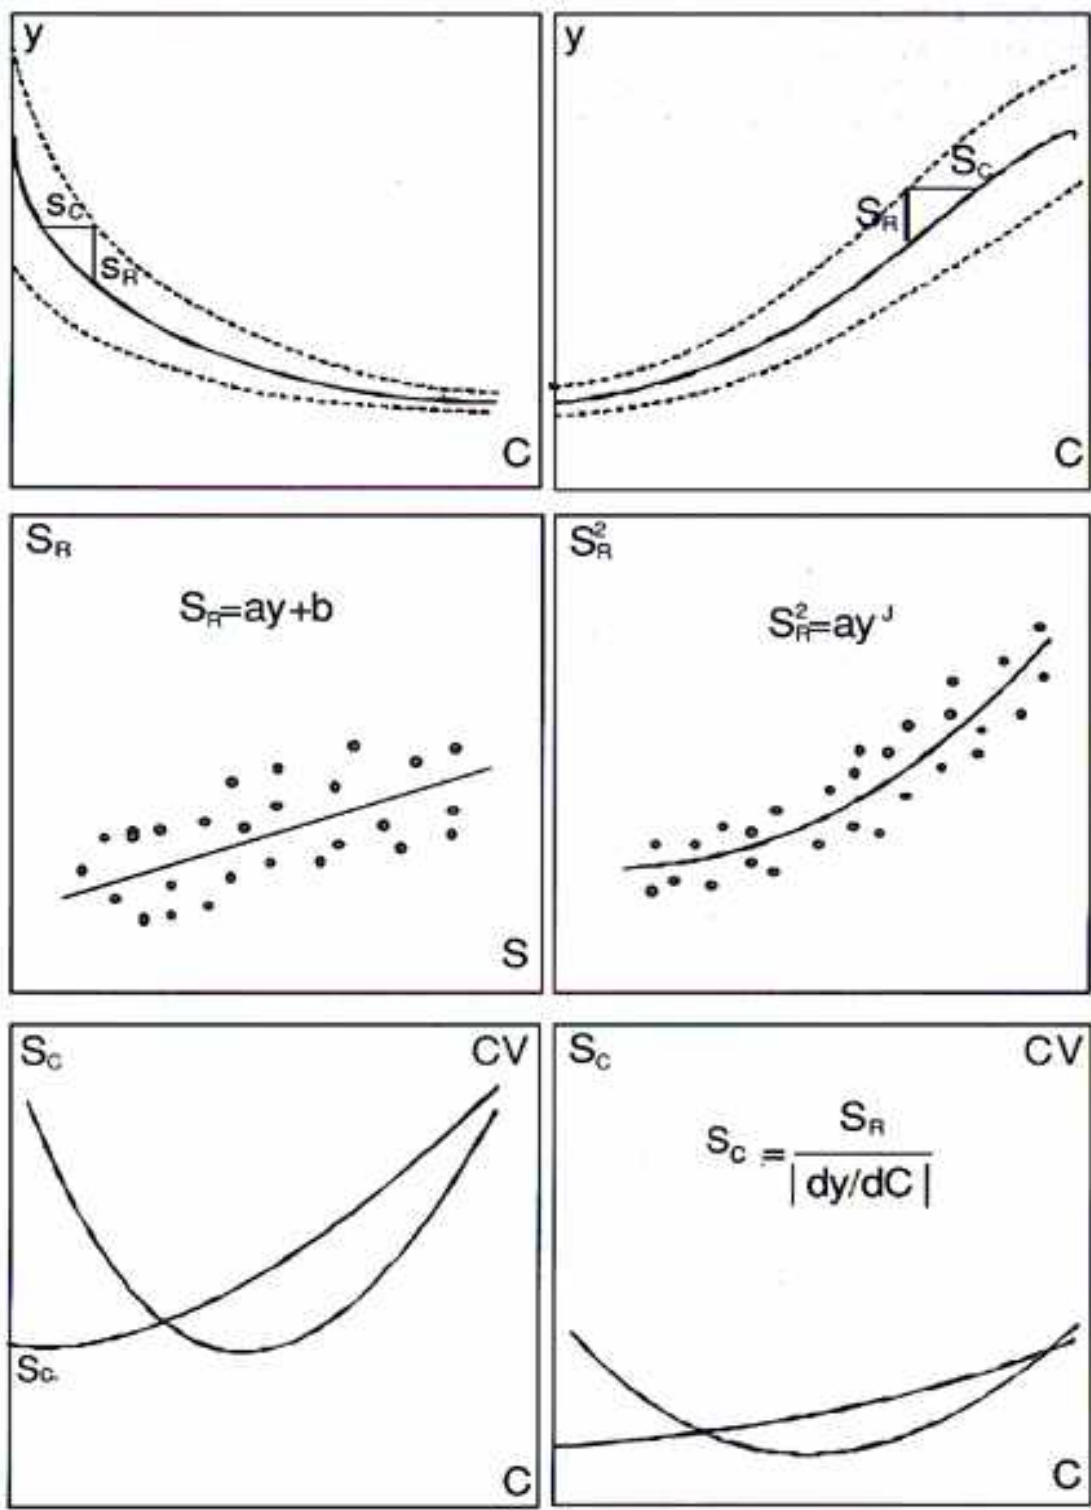 y
S_C
S_R
C
y
S_C
S_R
C
S_R
S_R=ay+b
S
S_R^2
S_R^2=ay^J
S_C
CV
S_C.
C
S_C
CV
S_C = S_R
|dy/dC|
C